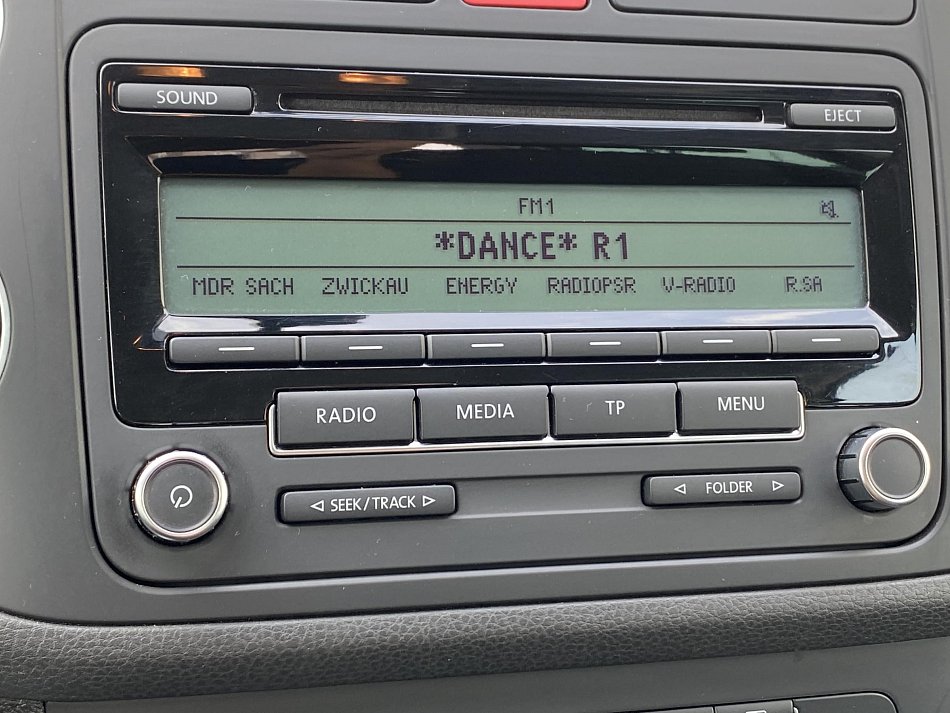 SOUND EJECT
FM1
*DANCE* R1
MDR SACH ZWICKAU ENERGY RADIOPSR V-RADIO R.SA
RADIO MEDIA TP MENU
SEEK/TRACK FOLDER